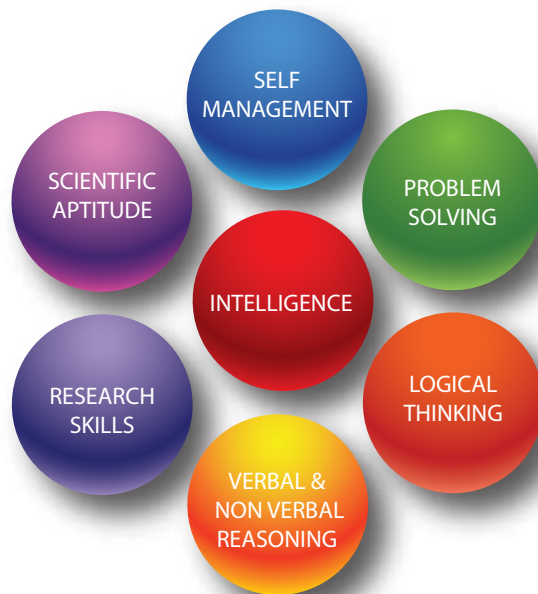 SELF
MANAGEMENT
SCIENTIFIC
APTITUDE
PROBLEM
SOLVING
INTELLIGENCE
RESEARCH
SKILLS
LOGICAL
THINKING
VERBAL &
NON VERBAL
REASONING